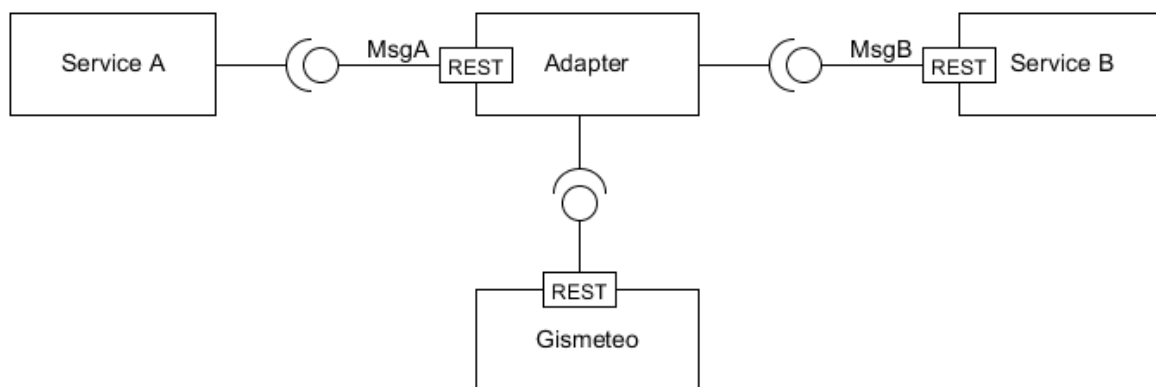 Service A
MsgA
REST
Adapter
MsgB
REST
Service B
REST
Gismeteo